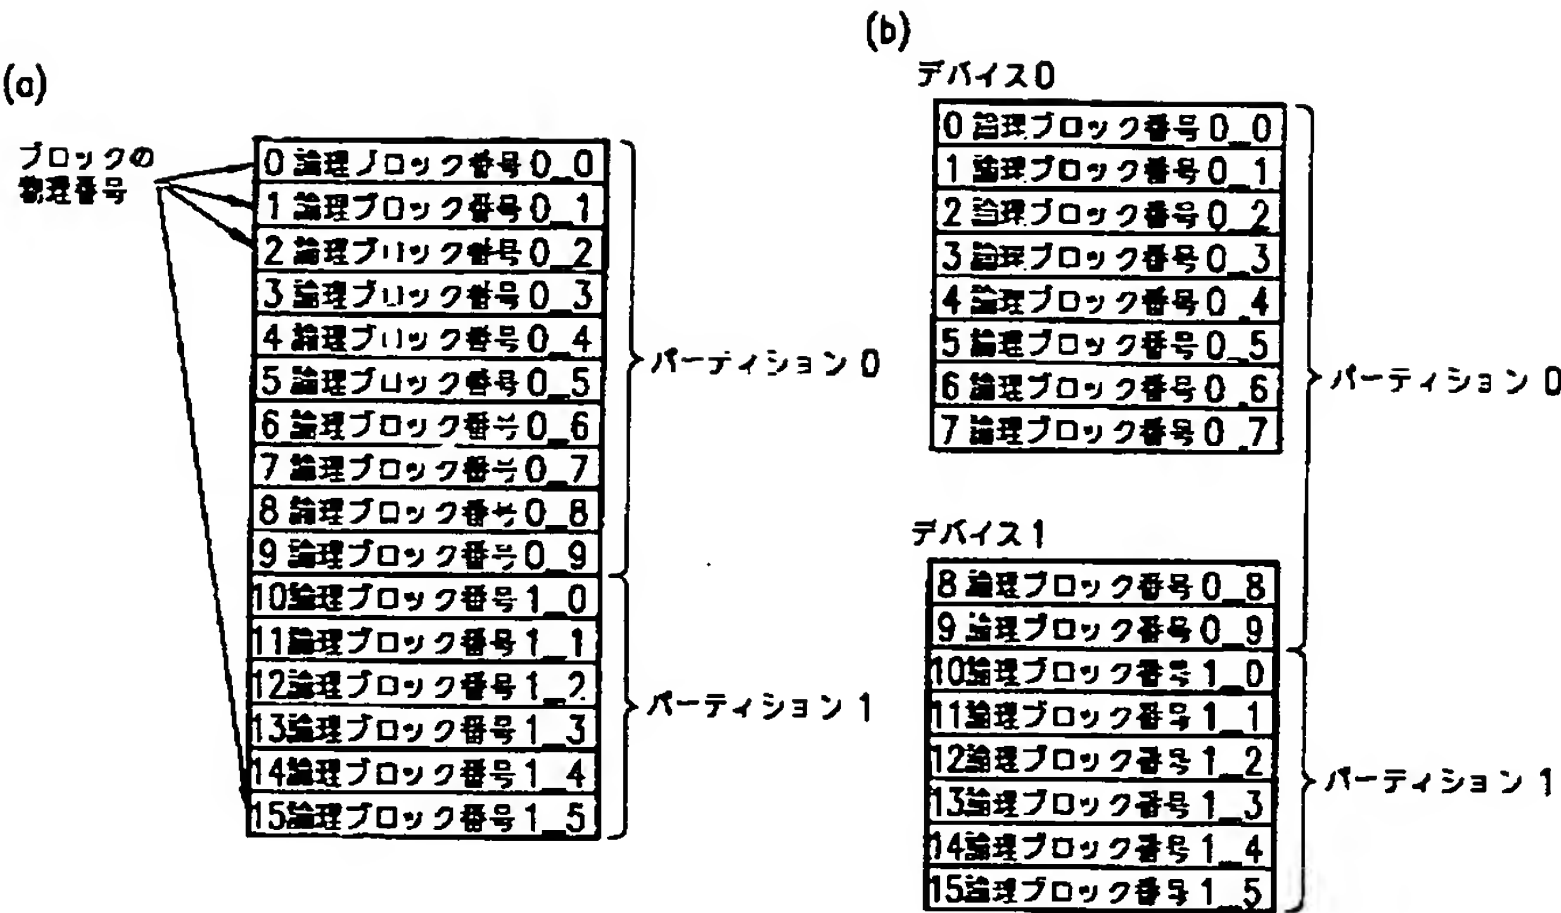 (a)
ブロックの
物理番号
0 論理ブロック番号0_0
1 論理ブロック番号0_1
2 論理ブロック番号0_2
3 論理ブロック番号0_3
4 論理ブロック番号0_4
5 論理ブロック番号0_5
6 論理ブロック番号0_6
7 論理ブロック番号0_7
8 論理ブロック番号0_8
9 論理ブロック番号0_9
10論理ブロック番号1_0
11論理ブロック番号1_1
12論理ブロック番号1_2
13論理ブロック番号1_3
14論理ブロック番号1_4
15論理ブロック番号1_5
パーティション 0
パーティション 1
(b)
デバイス0
0 論理ブロック番号0_0
1 論理ブロック番号0_1
2 論理ブロック番号0_2
3 論理ブロック番号0_3
4 論理ブロック番号0_4
5 論理ブロック番号0_5
6 論理ブロック番号0_6
7 論理ブロック番号0_7
デバイス1
8 論理ブロック番号0_8
9 論理ブロック番号0_9
10論理ブロック番号1_0
11論理ブロック番号1_1
12論理ブロック番号1_2
13論理ブロック番号1_3
14論理ブロック番号1_4
15論理ブロック番号1_5
パーティション 0
パーティション 1